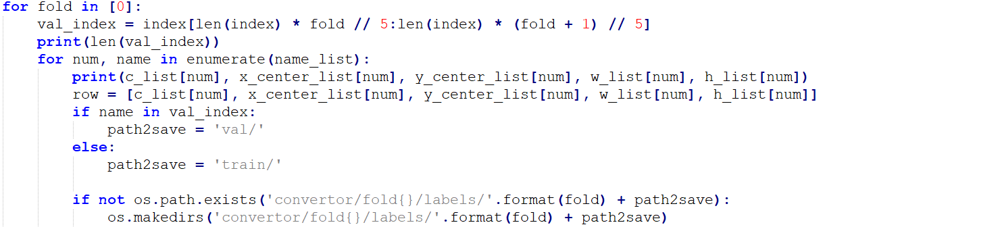 for fold in [0]:
    val_index = index[len(index) * fold // 5:len(index) * (fold + 1) // 5]
    print(len(val_index))
    for num, name in enumerate(name_list):
        print(c_list[num], x_center_list[num], y_center_list[num], w_list[num], h_list[num])
        row = [c_list[num], x_center_list[num], y_center_list[num], w_list[num], h_list[num]]
        if name in val_index:
            path2save = 'val/'
        else:
            path2save = 'train/'

        if not os.path.exists('convertor/fold{}/labels/'.format(fold) + path2save):
            os.makedirs('convertor/fold{}/labels/'.format(fold) + path2save)